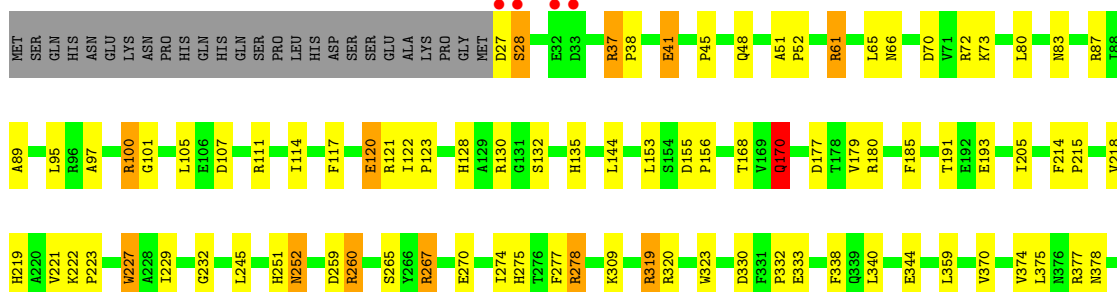 MET SER GLN HIS ASN GLU LYS ASN PRO HIS GLN HIS GLN SER PRO LEU HIS ASP SER SER GLU ALA LYS PRO GLY MET D27 S28 E32 D33 R37 P38 E41 P45 Q48 A51 P52 R61 L65 N66 D70 V71 R72 K73 L80 N83 R87 I88
A89 L95 R96 A97 R100 G101 L105 E106 D107 R111 I114 F117 E120 R121 I122 P123 H128 A129 R130 G131 S132 H135 L144 L153 S154 D155 P156 T168 V169 Q170 D177 T178 V179 R180 F185 T191 E192 E193 I205 F214 P215 V218
H219 A220 V221 K222 P223 W227 A228 I229 G232 L245 H251 N252 D259 R260 S265 Y266 R267 E270 I274 H275 T276 F277 R278 K309 R319 R320 W323 D330 F331 P332 E333 F338 Q339 L340 E344 L359 V370 V374 L375 N376 R377 N378